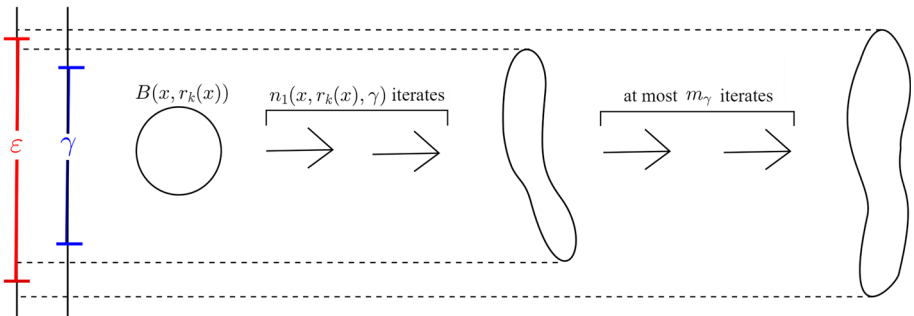 B(x, r_k(x))
n_1(x, r_k(x), γ) iterates
at most m_γ iterates
ε
γ